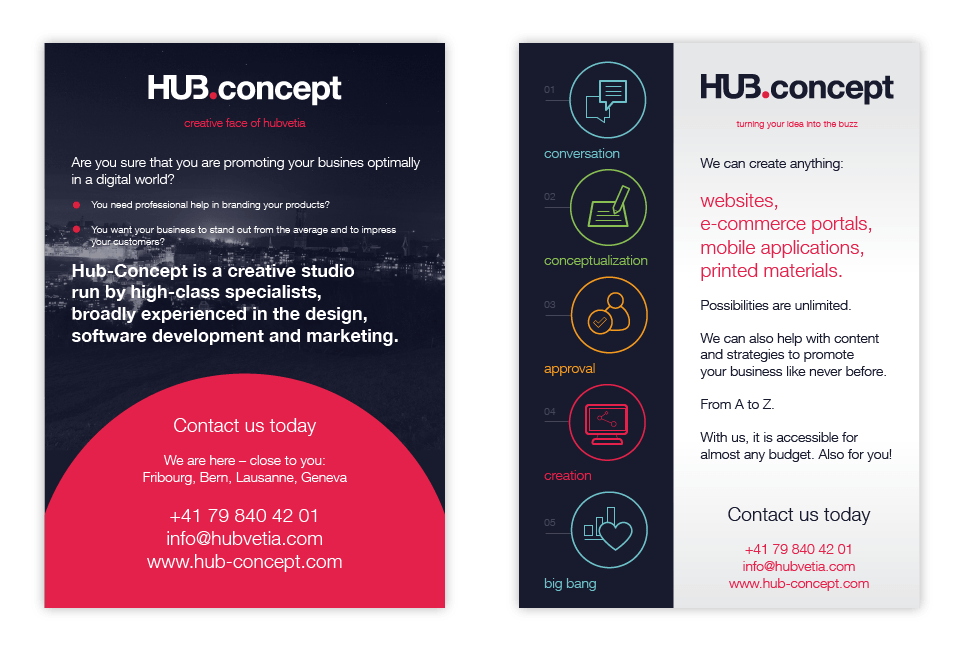 HUB.concept
creative face of hubvetia
Are you sure that you are promoting your busines optimally
in a digital world?
You need professional help in branding your products?
You want your business to stand out from the average and to impress
your customers?
Hub-Concept is a creative studio
run by high-class specialists,
broadly experienced in the design,
software development and marketing.
Contact us today
We are here – close to you:
Fribourg, Bern, Lausanne, Geneva
+41 79 840 42 01
info@hubvetia.com
www.hub-concept.com
01
conversation
02
conceptualization
03
approval
04
creation
05
big bang
HUB.concept
turning your idea into the buzz
We can create anything:
websites,
e-commerce portals,
mobile applications,
printed materials.
Possibilities are unlimited.
We can also help with content
and strategies to promote
your business like never before.
From A to Z.
With us, it is accessible for
almost any budget. Also for you!
Contact us today
+41 79 840 42 01
info@hubvetia.com
www.hub-concept.com